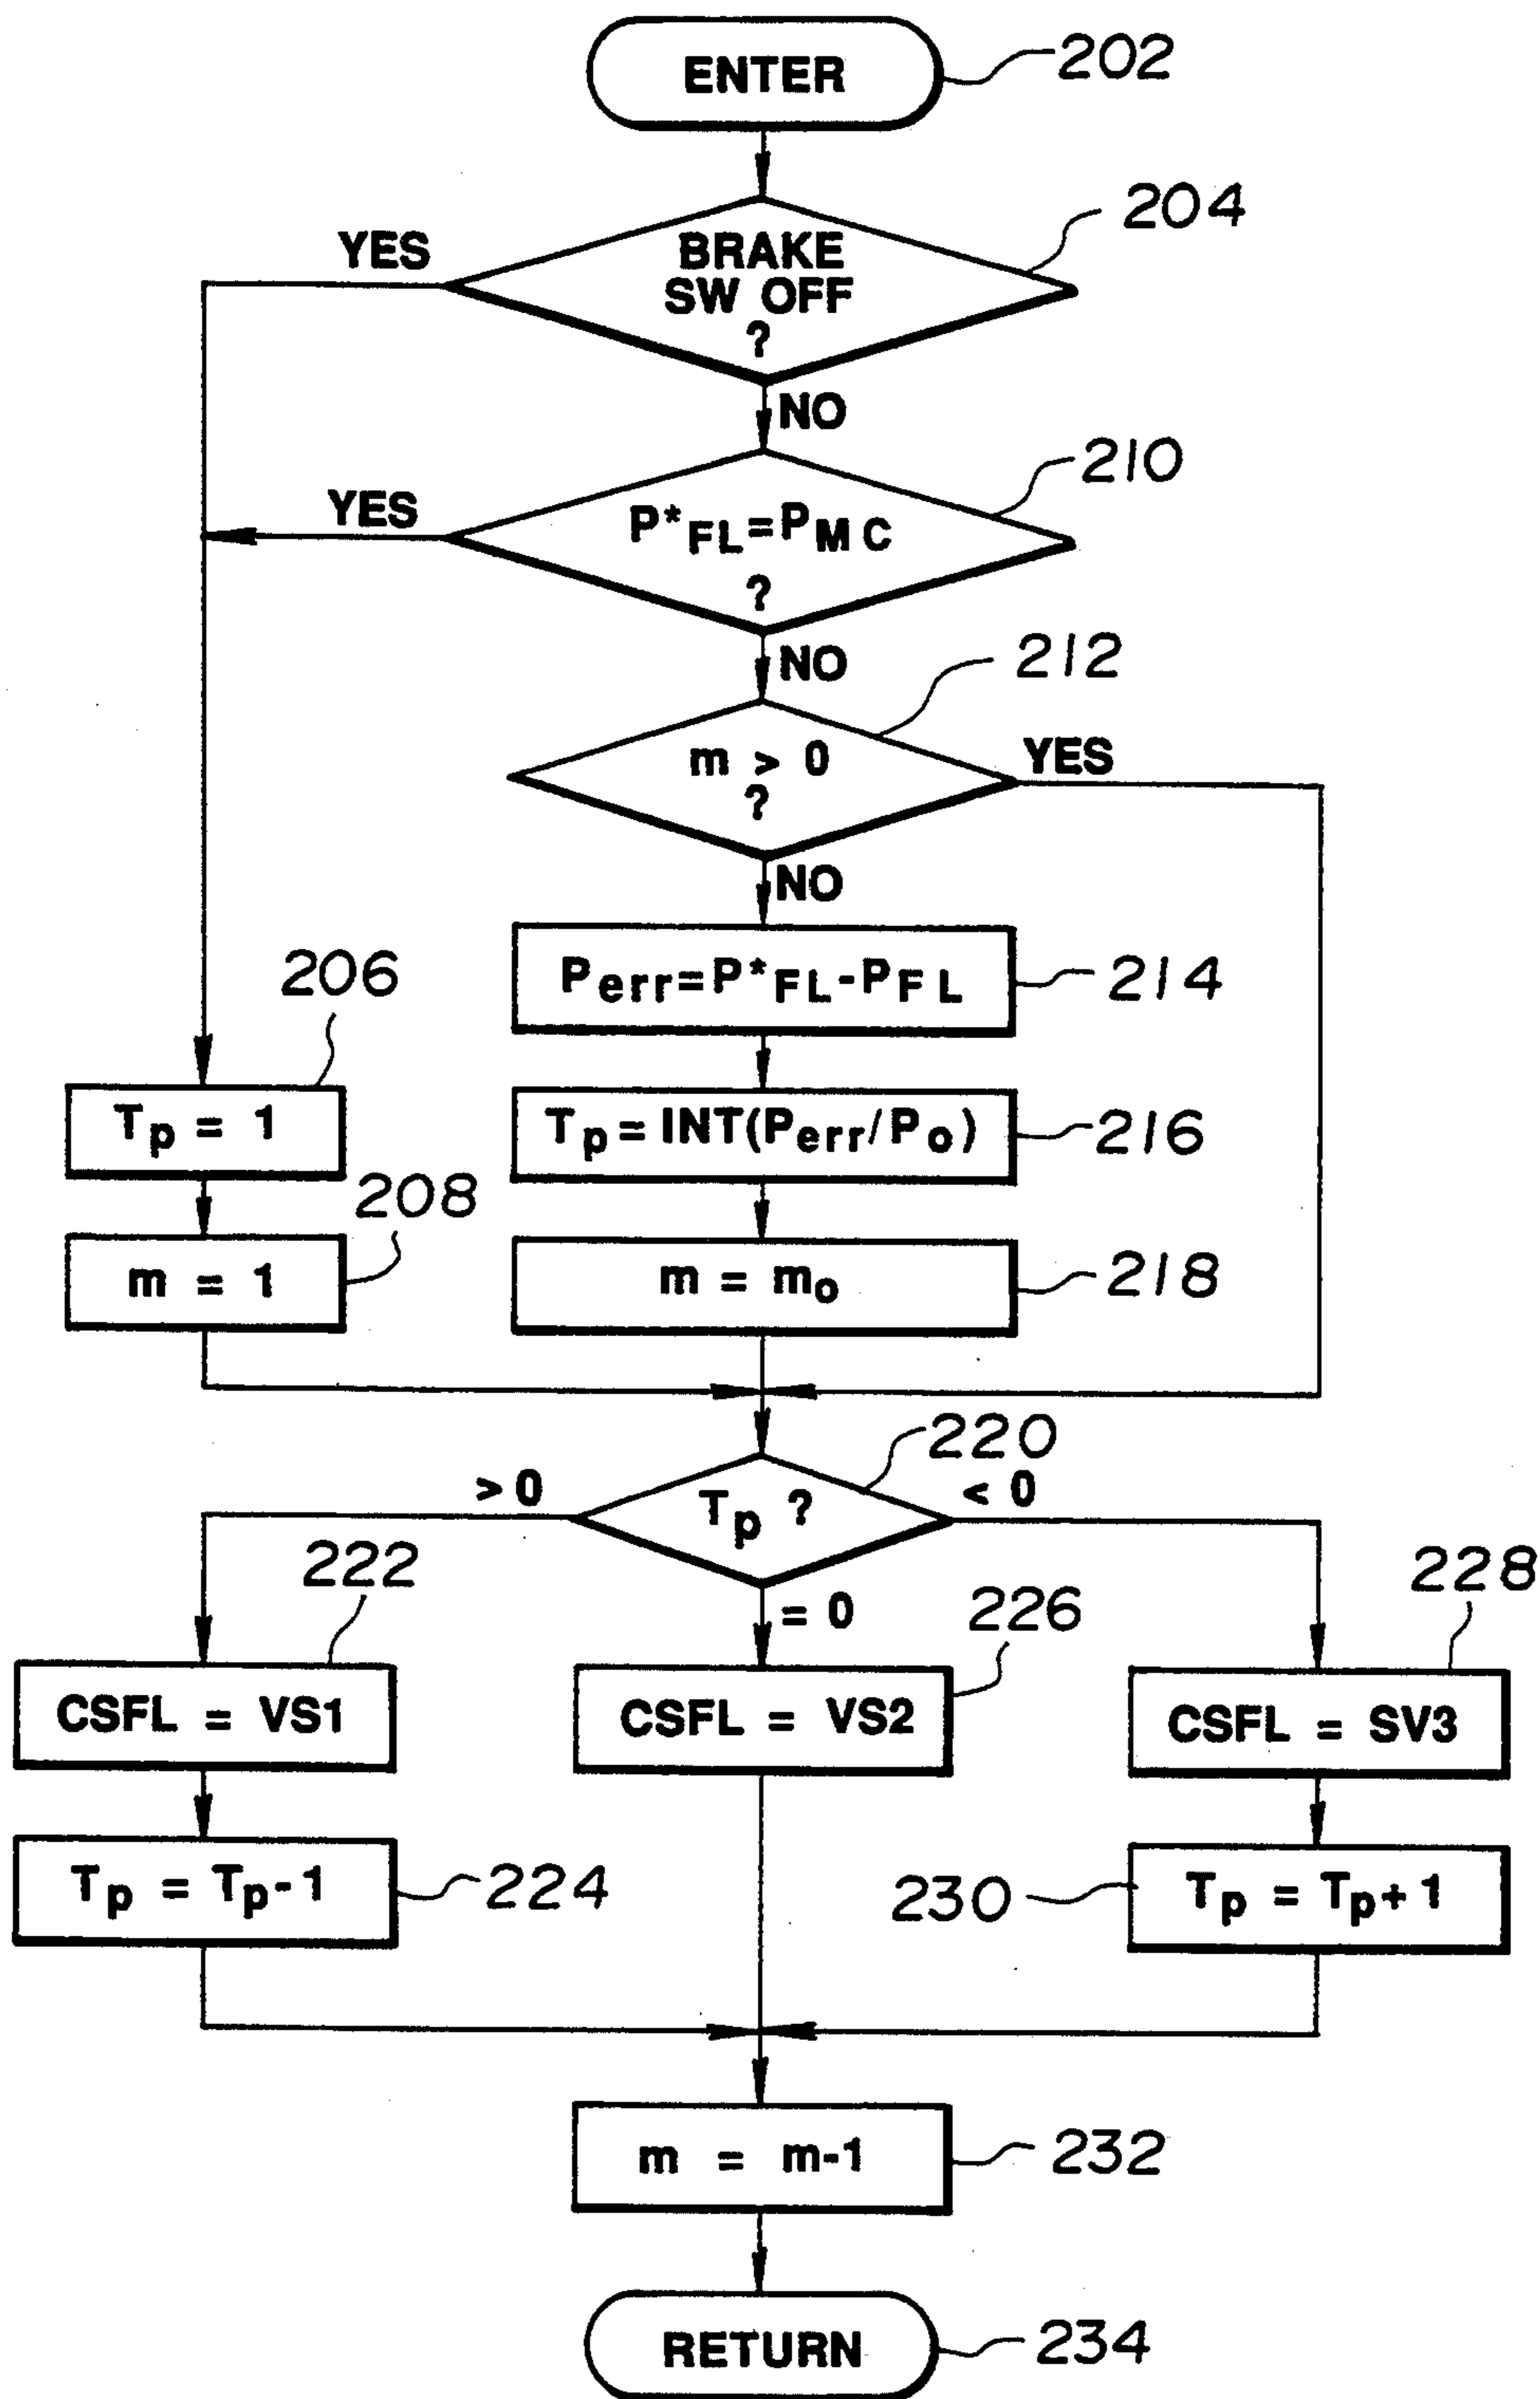 ENTER
202
BRAKE
SW OFF
?
204
YES
NO
P*FL=PMC
?
210
YES
NO
m > 0
?
212
YES
NO
Perr=P*FL-PFL
214
206
Tp = 1
Tp=INT(Perr/Po)
216
208
m = 1
m = mo
218
220
Tp ?
>0
<0
=0
222
226
228
CSFL = VS1
CSFL = VS2
CSFL = SV3
Tp = Tp-1
224
230
Tp = Tp+1
m = m-1
232
RETURN
234